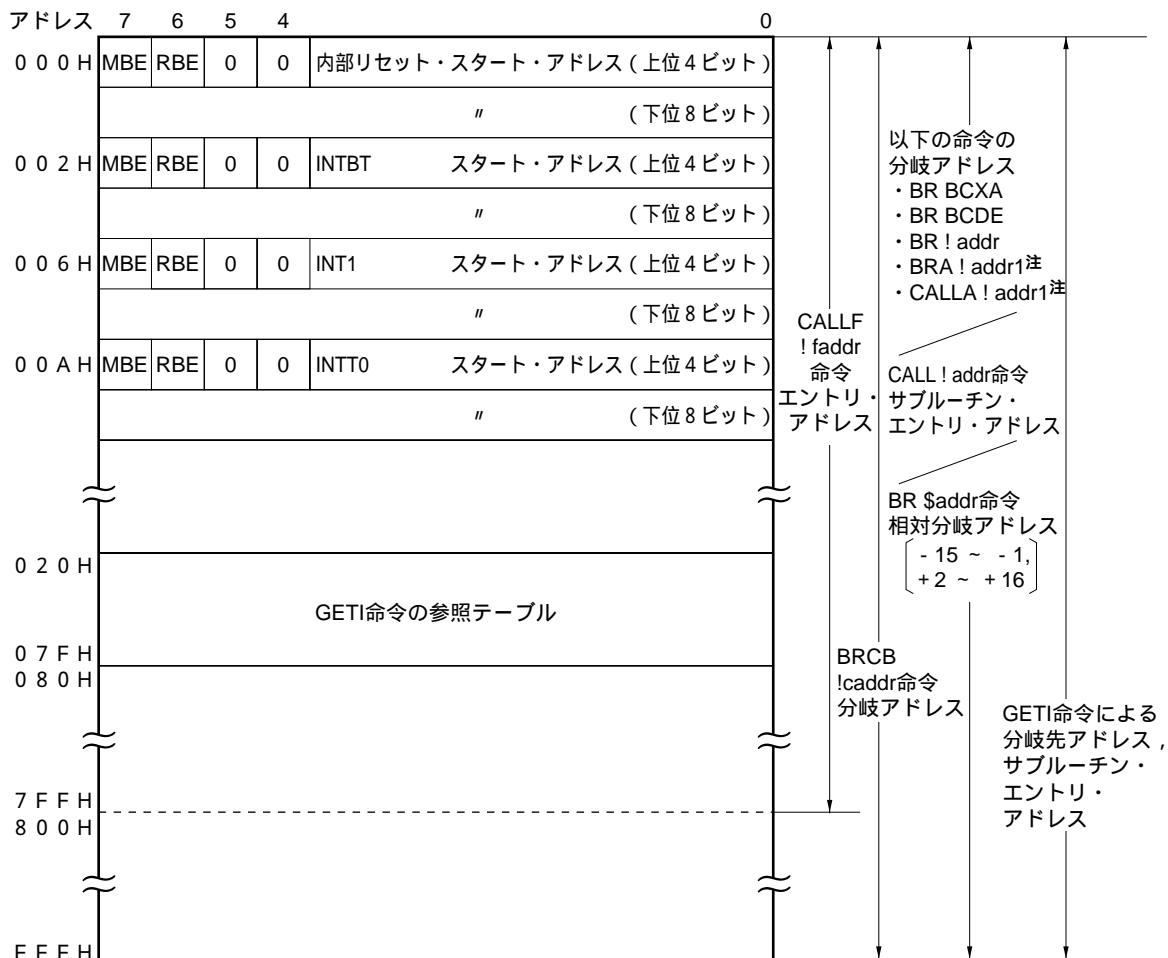 アドレス 7 6 5 4 0
000H MBE RBE 0 0 内部リセット・スタート・アドレス(上位4ビット)
〃 (下位8ビット)
002H MBE RBE 0 0 INTBT スタート・アドレス(上位4ビット)
〃 (下位8ビット)
006H MBE RBE 0 0 INT1 スタート・アドレス(上位4ビット)
〃 (下位8ビット)
00AH MBE RBE 0 0 INTT0 スタート・アドレス(上位4ビット)
〃 (下位8ビット)
020H
GETI命令の参照テーブル
07FH
080H
7FFH
800H
FFFH
CALLF
! faddr
命令
エントリ・
アドレス
BRCB
!caddr命令
分岐アドレス
以下の命令の
分岐アドレス
・BR BCXA
・BR BCDE
・BR ! addr
・BRA ! addr1注
・CALLA ! addr1注
CALL ! addr命令
サブルーチン・
エントリ・アドレス
BR $addr命令
相対分岐アドレス
- 15 ~ - 1,
+ 2 ~ + 16
GETI命令による
分岐先アドレス,
サブルーチン・
エントリ・
アドレス